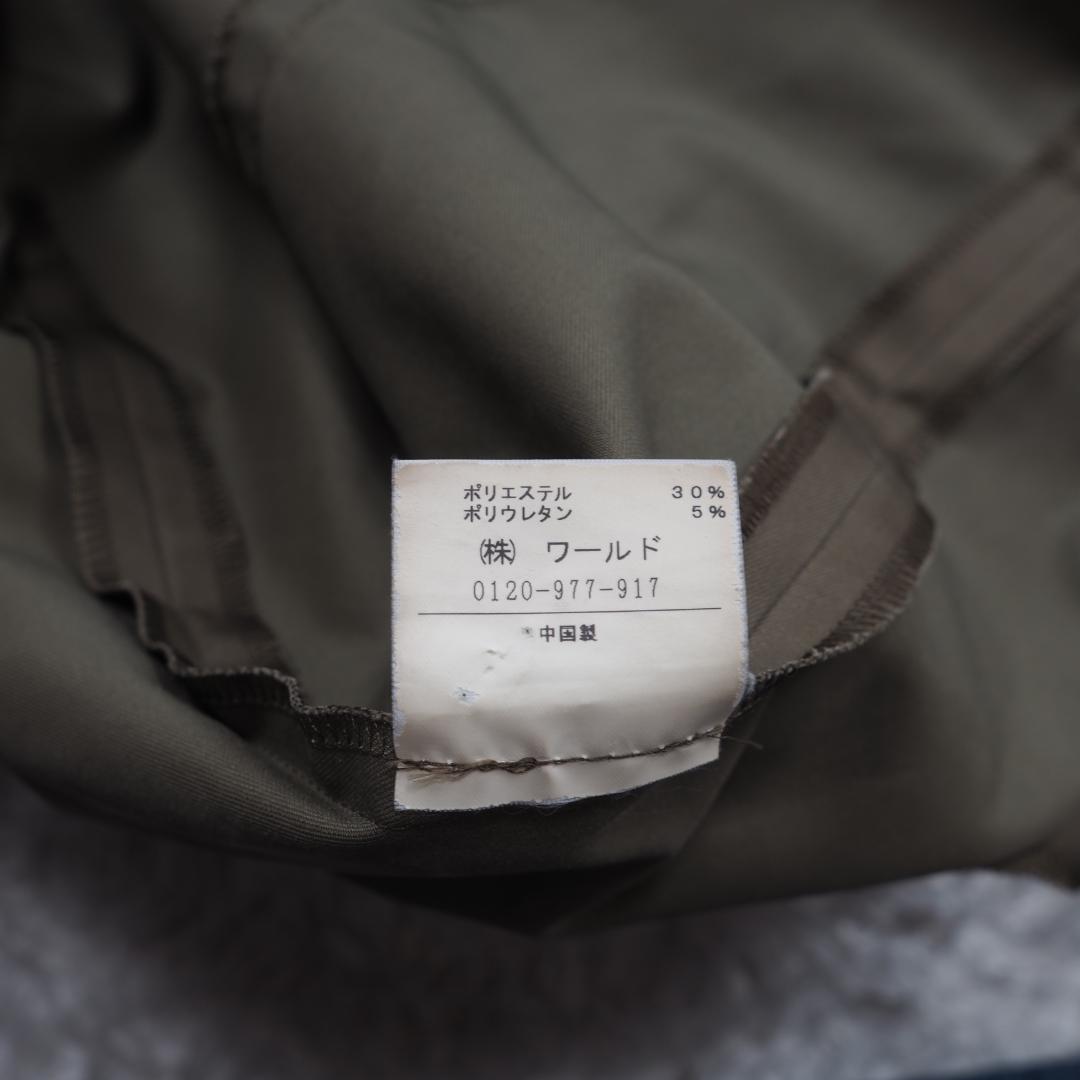 ポリエステル 30%
ポリウレタン 5%
㈱ ワールド
0120-977-917
中国製